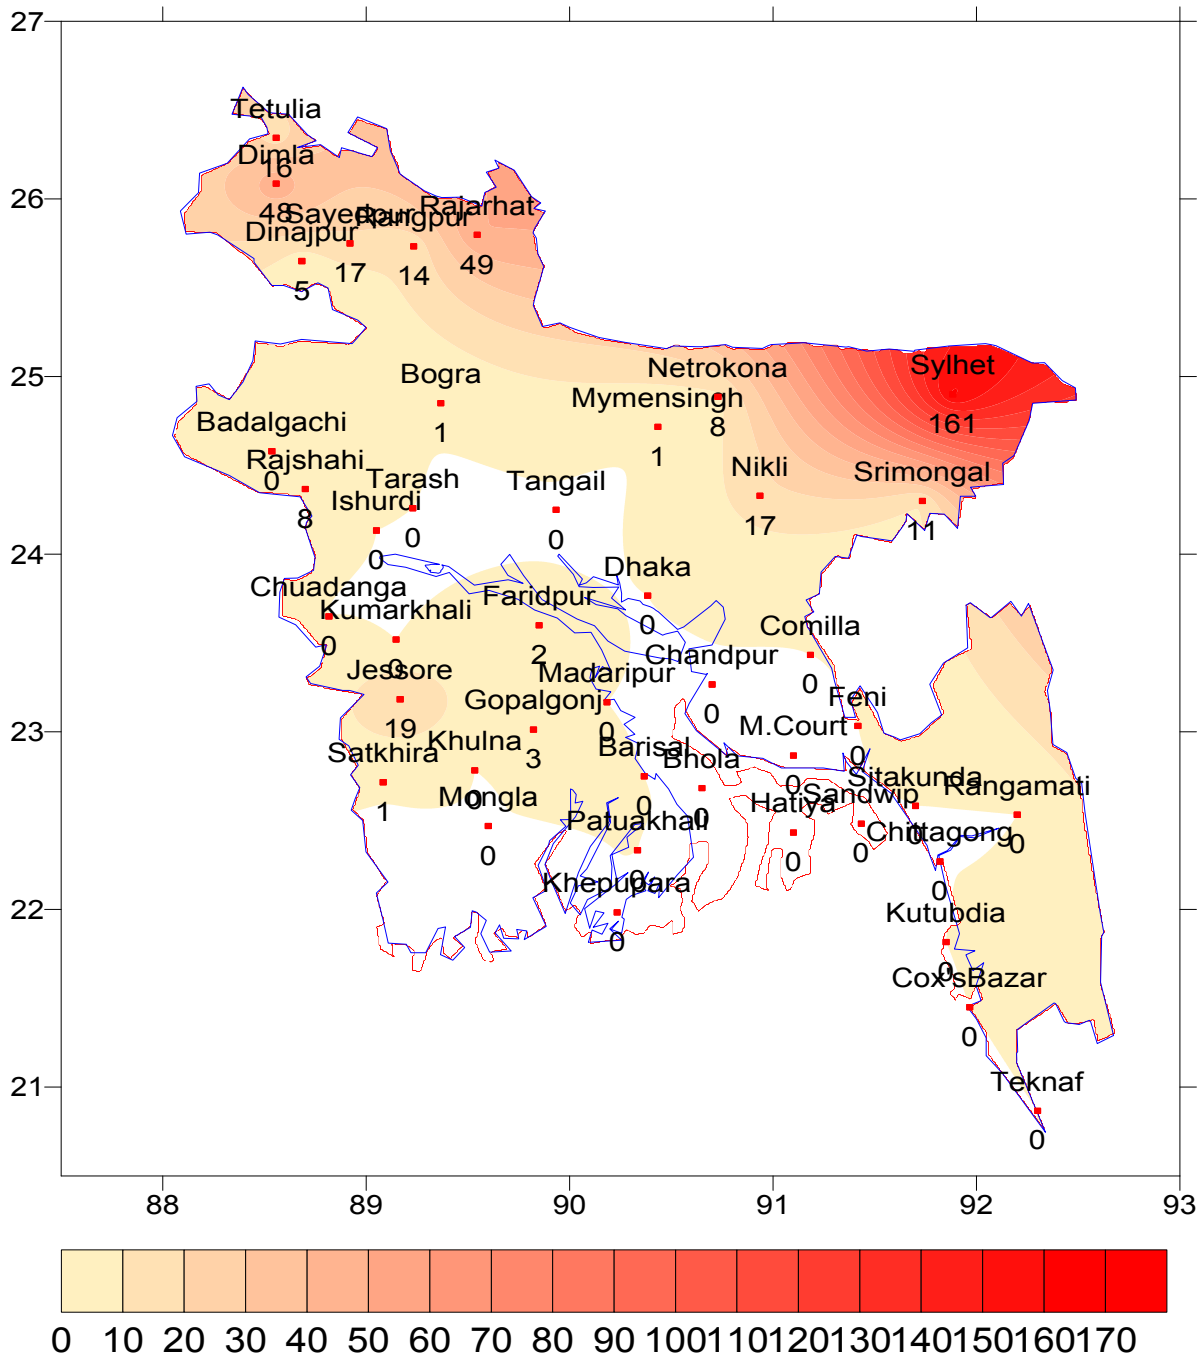 27
Tetulia
16
Dimla
48
26
Sayedpur
Rangpur
Rajarhat
Dinajpur
5
17
14
49
25
Bogra
1
Netrokona
8
Mymensingh
1
Sylhet
161
Badalgachi
0
Rajshahi
8
Ishurdi
0
Tarash
0
Tangail
0
Nikli
17
Srimongal
11
24
Chuadanga
0
Kumarkhali
0
Faridpur
2
Dhaka
0
Comilla
0
Jessore
19
Madaripur
0
Chandpur
0
Gopalgonj
3
Feni
0
23
Satkhira
1
Khulna
0
Barisal
0
Bhola
0
M.Court
0
Mongla
0
Patuakhali
0
Hatiya
0
Sandwip
0
Sitakunda
0
Rangamati
0
Chittagong
0
22
Khepupara
0
Kutubdia
0
Cox'sBazar
0
21
Teknaf
0
88 89 90 91 92 93
0 10 20 30 40 50 60 70 80 90 100 110 120 130 140 150 160 170